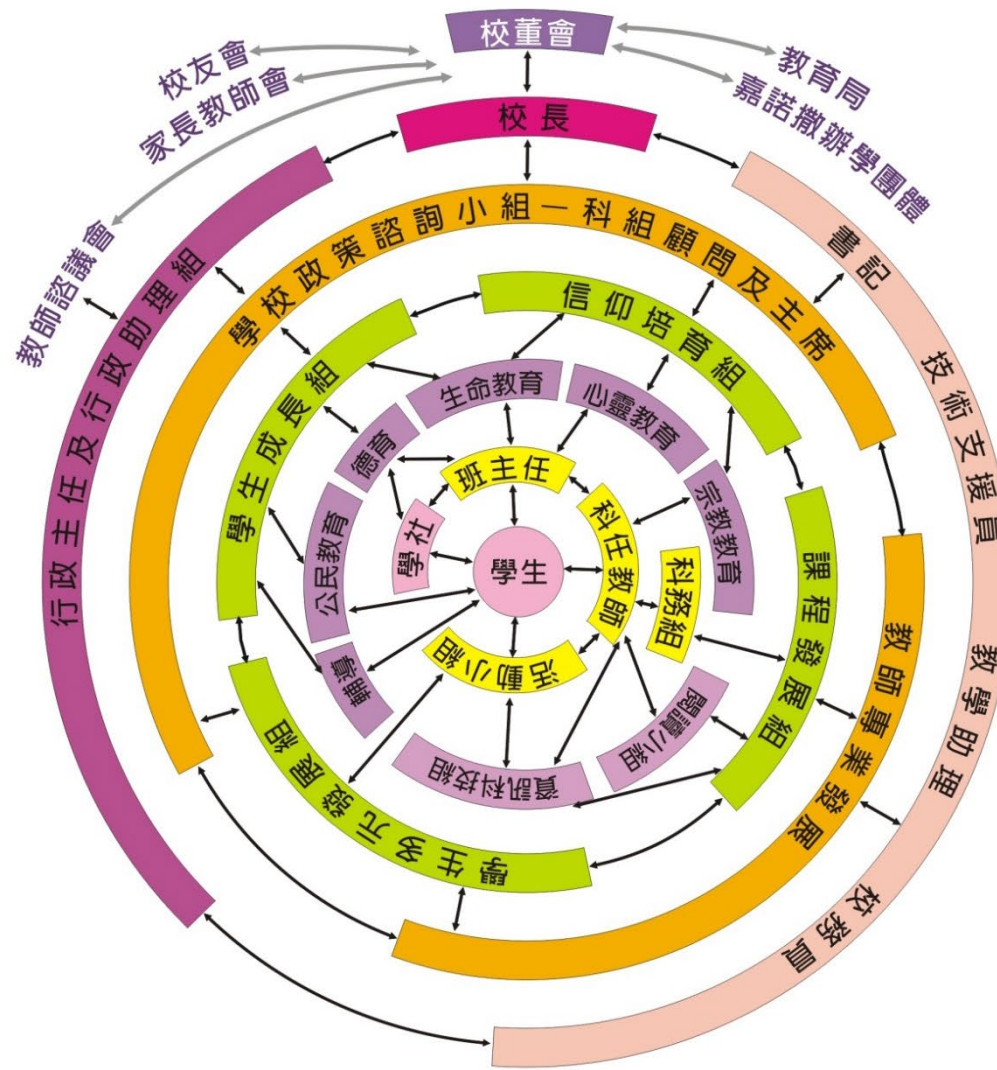 校董會
校友會
家長教師會
教師諮議會
教育局
嘉諾撒辦學團體
校長
行政主任及行政助理組
書記 技術支援員 教學助理 校務員
學校政策諮詢小組－科組顧問及主席
教師專業發展
信仰培育組
學生成長組
課程發展組
學生多元發展組
生命教育
心靈教育
宗教教育
德育
公民教育
輔導
資訊科技組
閱讀小組
科務組
班主任
科任教師
活動小組
學社
學生